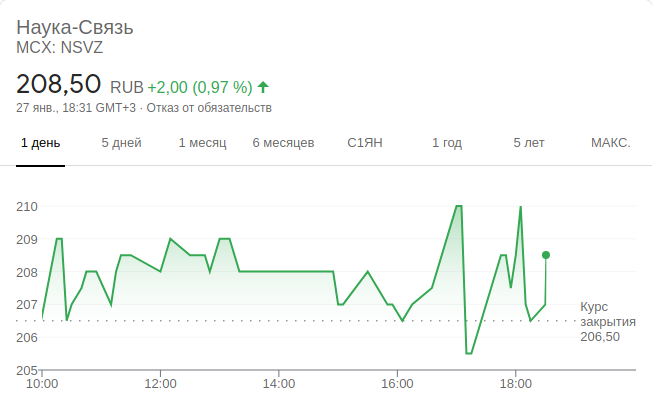 Наука-Связь
MCX: NSVZ
208,50 RUB +2,00 (0,97 %)
27 янв., 18:31 GMT+3 · Отказ от обязательств
1 день 5 дней 1 месяц 6 месяцев С1ЯН 1 год 5 лет МАКС.
210
209
208
207
206
205
Курс
закрытия
206,50
10:00 12:00 14:00 16:00 18:00